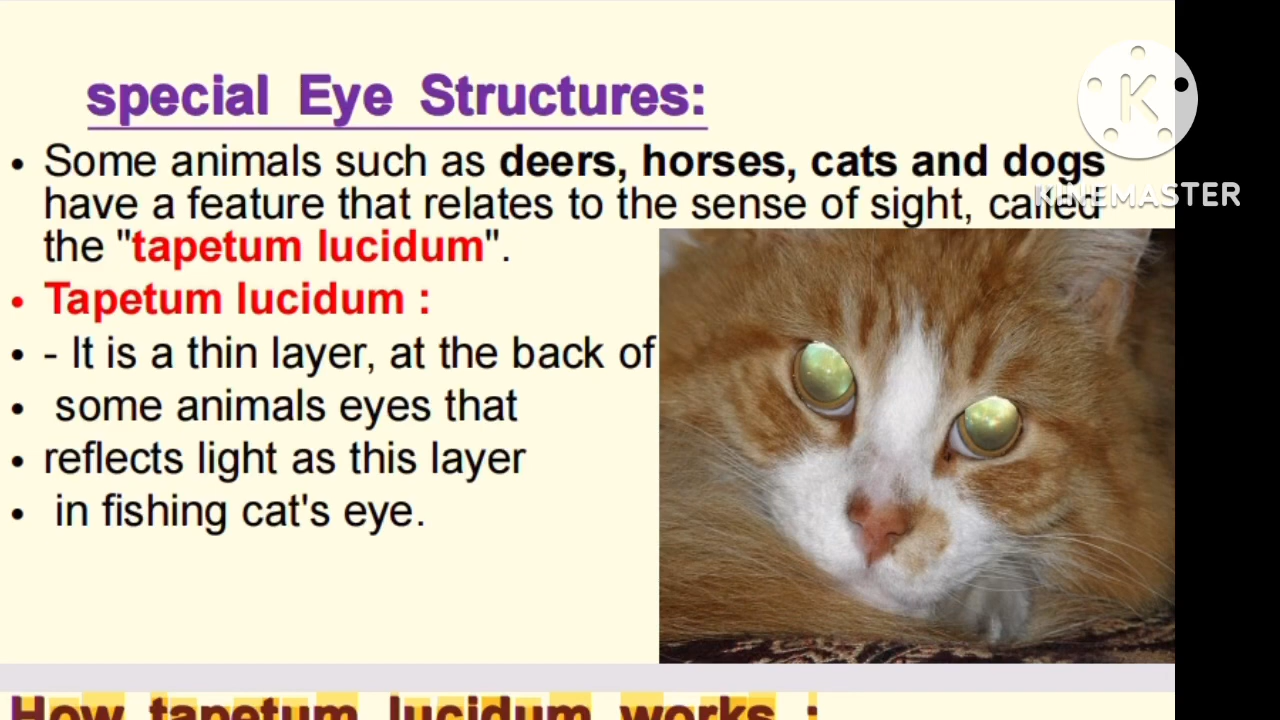 special Eye Structures:
• Some animals such as deers, horses, cats and dogs
have a feature that relates to the sense of sight, called
the "tapetum lucidum".
• Tapetum lucidum :
• - It is a thin layer, at the back of
• some animals eyes that
• reflects light as this layer
• in fishing cat's eye.
How tapetum lucidum works :
K
KINEMASTER